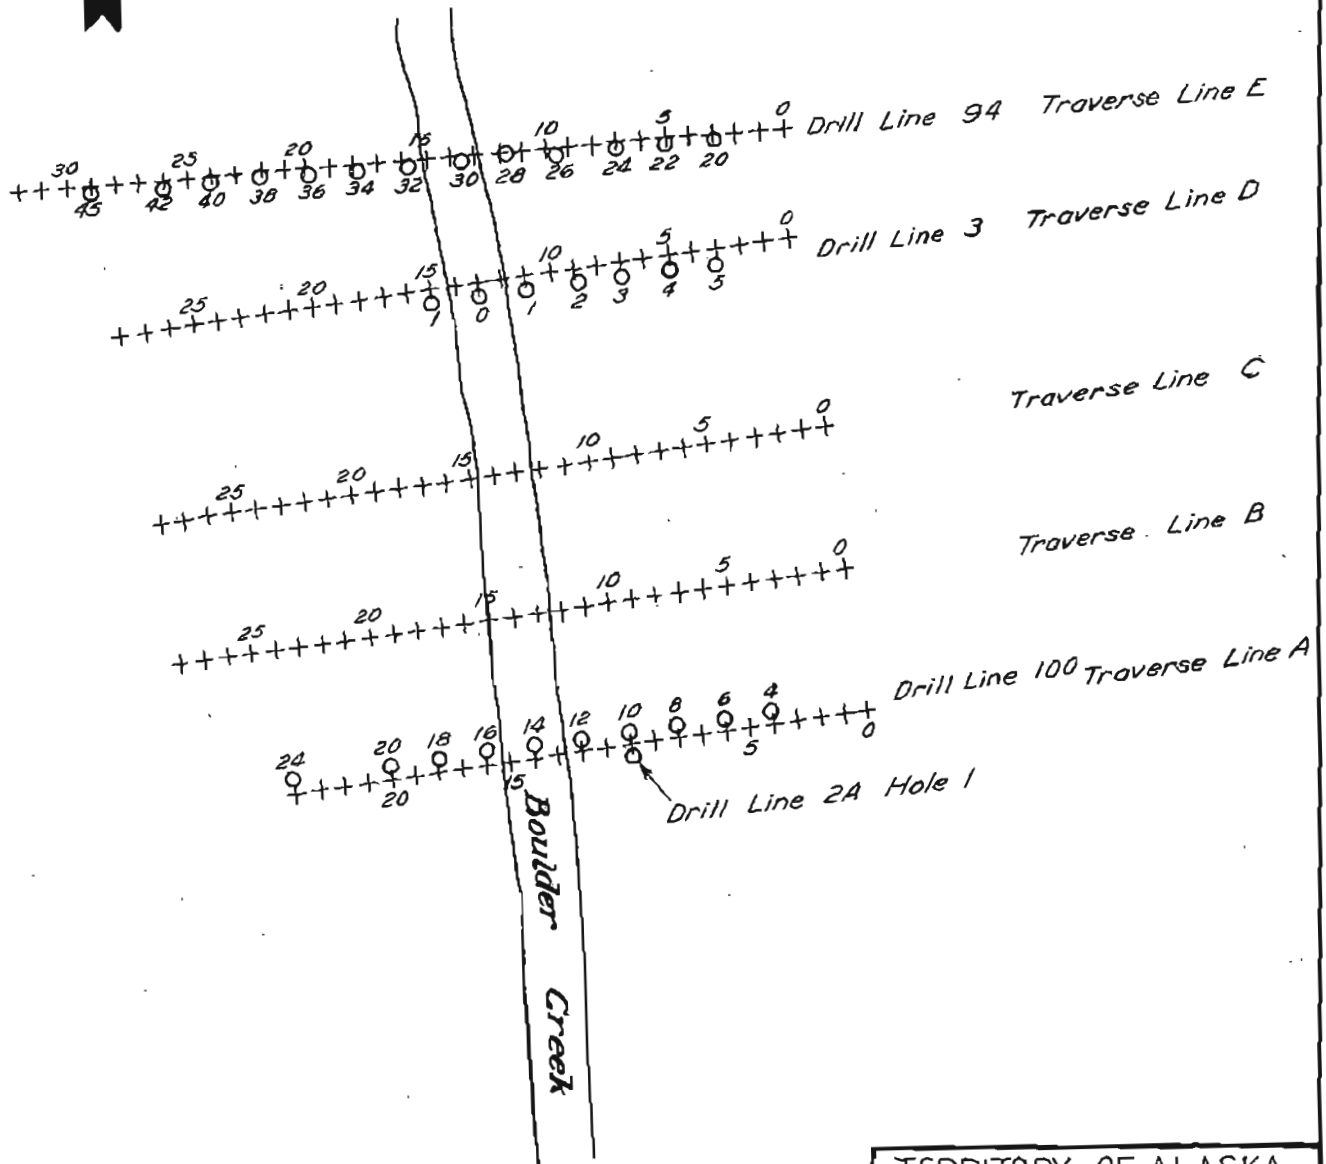 0
5
10
15
20
25
30
Drill Line 94 Traverse Line E
45 42 40 38 36 34 32 30 28 26 24 22 20
0
5
10
15
20
25
Drill Line 3 Traverse Line D
1 0 1 2 3 4 5
Traverse Line C
25 20 15 10 5 0
Traverse Line B
25 20 15 10 5 0
Drill Line 100 Traverse Line A
24 20 18 16 14 12 10 8 6 4
20 15 5 0
Drill Line 2A Hole 1
Boulder Creek
TERRITORY OF ALASKA